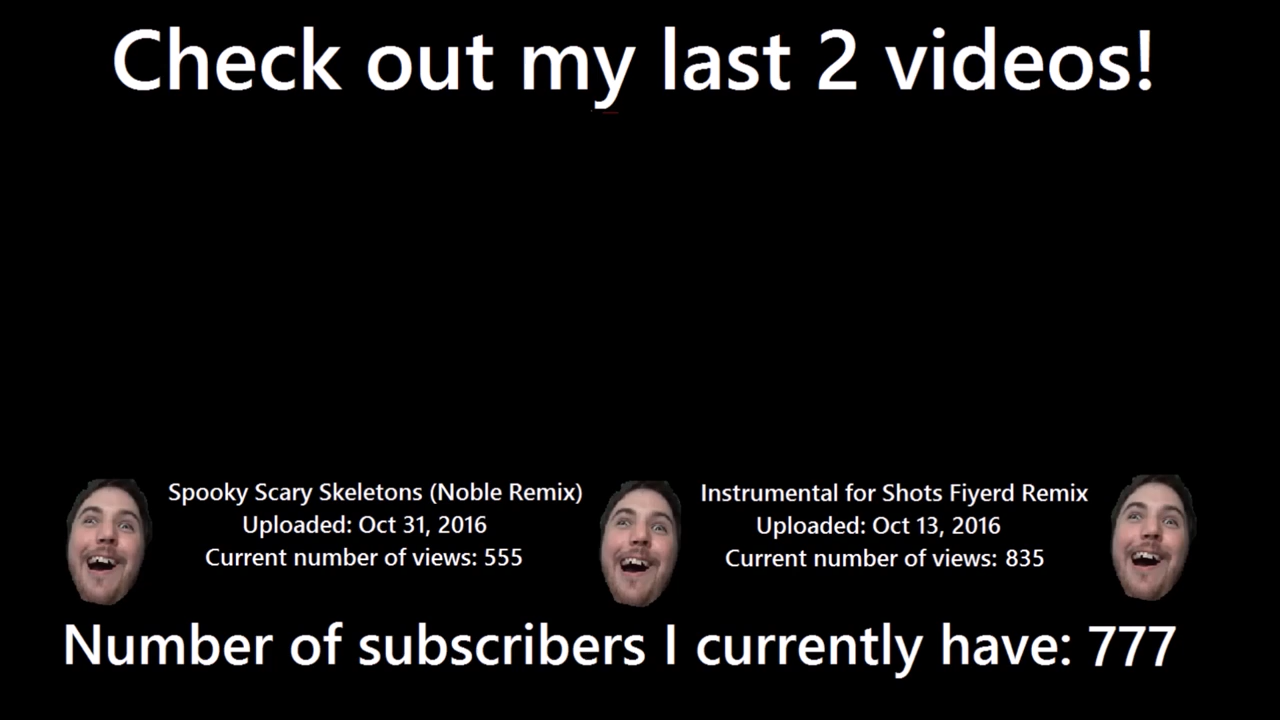 Check out my last 2 videos!
Spooky Scary Skeletons (Noble Remix)
Uploaded: Oct 31, 2016
Current number of views: 555
Instrumental for Shots Fiyerd Remix
Uploaded: Oct 13, 2016
Current number of views: 835
Number of subscribers I currently have: 777